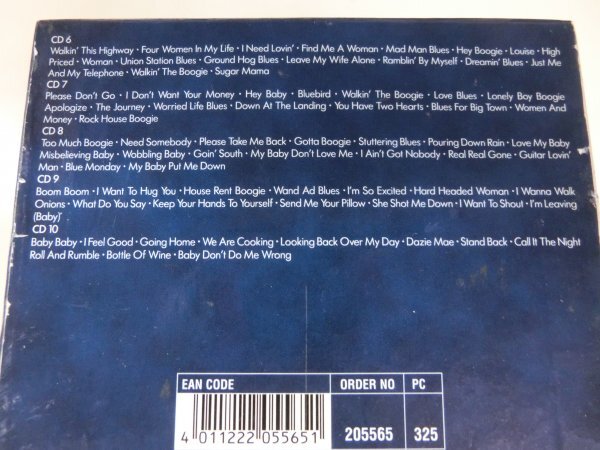 CD 6
Walkin' This Highway · Four Women In My Life · I Need Lovin' · Find Me A Woman · Mad Man Blues · Hey Boogie · Louise · High
Priced · Woman · Union Station Blues · Ground Hog Blues · Leave My Wife Alone · Ramblin' By Myself · Dreamin' Blues · Just Me
And My Telephone · Walkin' The Boogie · Sugar Mama
CD 7
Please Don't Go · I Don't Want Your Money · Hey Baby · Bluebird · Walkin' The Boogie · Love Blues · Lonely Boy Boogie
Apologize · The Journey · Worried Life Blues · Down At The Landing · You Have Two Hearts · Blues For Big Town · Women And
Money · Rock House Boogie
CD 8
Too Much Boogie · Need Somebody · Please Take Me Back · Gotta Boogie · Stuttering Blues · Pouring Down Rain · Love My Baby
Misbelieving Baby · Wobbling Baby · Goin' South · My Baby Don't Love Me · I Ain't Got Nobody · Real Real Gone · Guitar Lovin'
Man · Blue Monday · My Baby Put Me Down
CD 9
Boom Boom · I Want To Hug You · House Rent Boogie · Wand Ad Blues · I'm So Excited · Hard Headed Woman · I Wanna Walk
Onions · What Do You Say · Keep Your Hands To Yourself · Send Me Your Pillow · She Shot Me Down · I Want To Shout · I'm Leaving
(Baby)
CD 10
Baby Baby · I Feel Good · Going Home · We Are Cooking · Looking Back Over My Day · Dazie Mae · Stand Back · Call It The Night
Roll And Rumble · Bottle Of Wine · Baby Don't Do Me Wrong
EAN CODE ORDER NO PC
4 011222 055651 205565 325